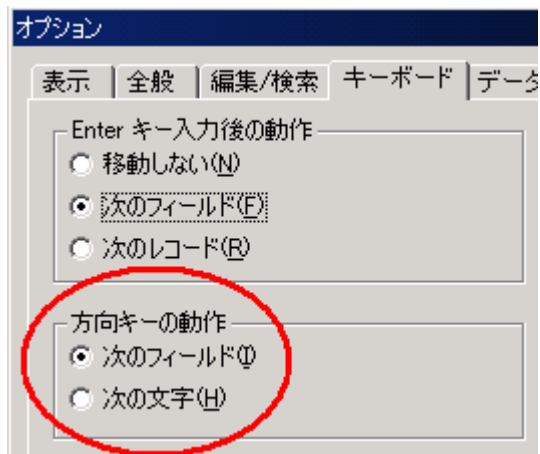 オプション
表示 全般 編集/検索 キーボード データ
Enter キー入力後の動作
移動しない(N)
次のフィールド(F)
次のレコード(R)
方向キーの動作
次のフィールド(I)
次の文字(H)